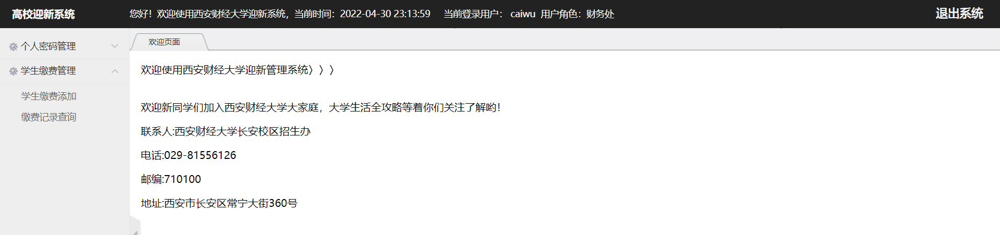 高校迎新系统
您好！欢迎使用西安财经大学迎新系统，当前时间：2022-04-30 23:13:59 当前登录用户： caiwu 用户角色：财务处
退出系统
个人密码管理
学生缴费管理
学生缴费添加
缴费记录查询
欢迎页面
欢迎使用西安财经大学迎新管理系统〉〉〉
欢迎新同学们加入西安财经大学大家庭，大学生活全攻略等着你们关注了解哟！
联系人:西安财经大学长安校区招生办
电话:029-81556126
邮编:710100
地址:西安市长安区常宁大街360号